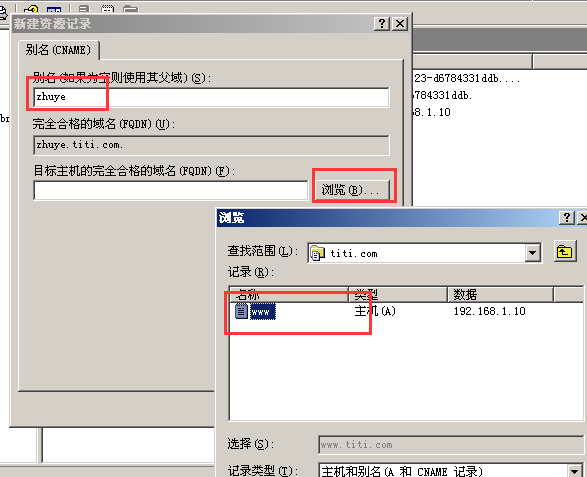 新建资源记录
别名(CNAME)
别名(如果为空则使用其父域)(S):
zhuye
完全合格的域名(FQDN)(U):
zhuye.titi.com.
目标主机的完全合格的域名(F):
浏览(B)...
23-d6784331ddb....
6784331ddb.
8.1.10
浏览
查找范围(L):
titi.com
记录(R):
名称 类型 数据
www 主机(A) 192.168.1.10
选择(S):
www.titi.com
记录类型(T):
主机和别名(A 和 CNAME 记录)